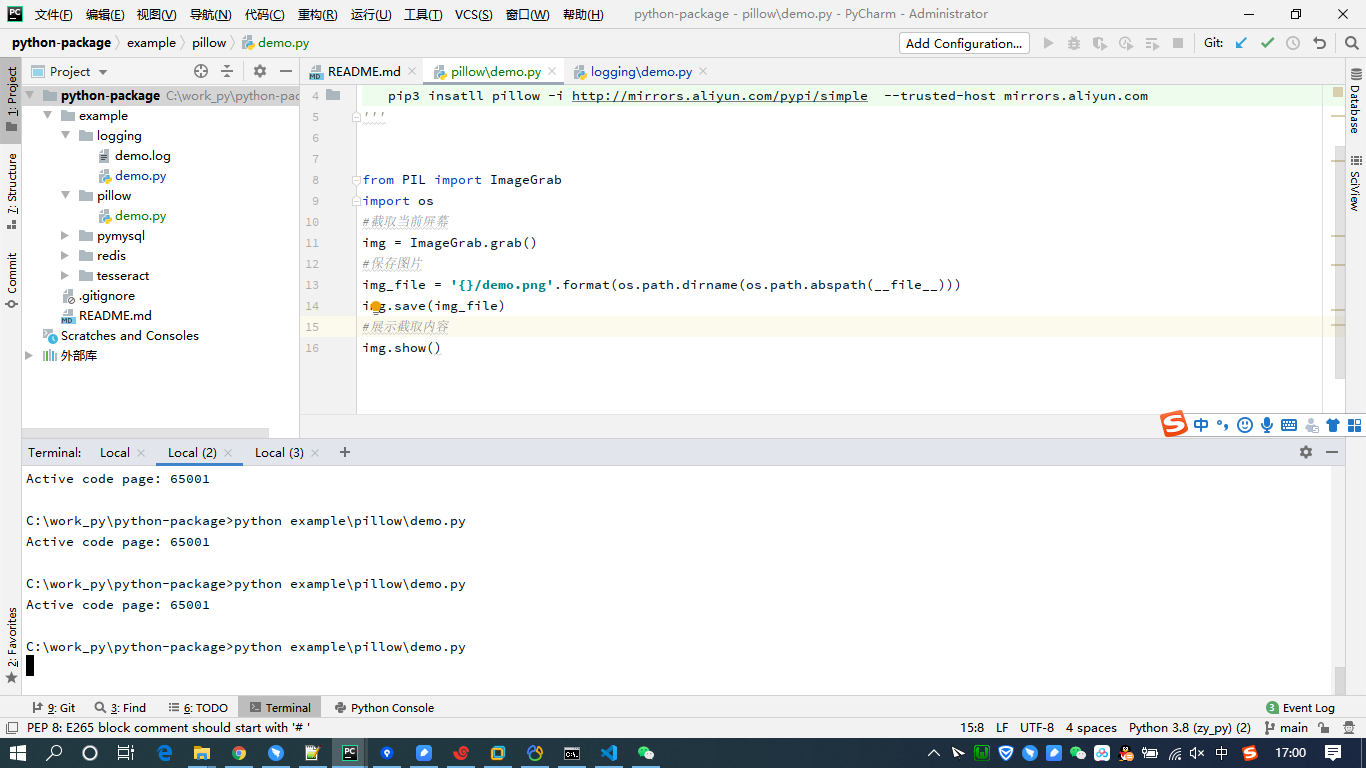 文件(F) 编辑(E) 视图(V) 导航(N) 代码(C) 重构(R) 运行(U) 工具(T) VCS(S) 窗口(W) 帮助(H) python-package - pillow\demo.py - PyCharm - Administrator
python-package example pillow demo.py Add Configuration... Git:
Project README.md pillow\demo.py logging\demo.py
1: Project
7: Structure
Commit
2: Favorites
python-package C:\work_py\python-pac
example
logging
demo.log
demo.py
pillow
demo.py
pymysql
redis
tesseract
.gitignore
README.md
Scratches and Consoles
外部库
4 pip3 insatll pillow -i http://mirrors.aliyun.com/pypi/simple --trusted-host mirrors.aliyun.com
5 '''
6
7
8 from PIL import ImageGrab
9 import os
10 #截取当前屏幕
11 img = ImageGrab.grab()
12 #保存图片
13 img_file = '{}/demo.png'.format(os.path.dirname(os.path.abspath(__file__)))
14 img.save(img_file)
15 #展示截取内容
16 img.show()
Database
SciView
中
Terminal: Local Local (2) Local (3) +
Active code page: 65001
C:\work_py\python-package>python example\pillow\demo.py
Active code page: 65001
C:\work_py\python-package>python example\pillow\demo.py
Active code page: 65001
C:\work_py\python-package>python example\pillow\demo.py
9: Git 3: Find 6: TODO Terminal Python Console 3 Event Log
PEP 8: E265 block comment should start with '# ' 15:8 LF UTF-8 4 spaces Python 3.8 (zy_py) (2) main
中 17:00